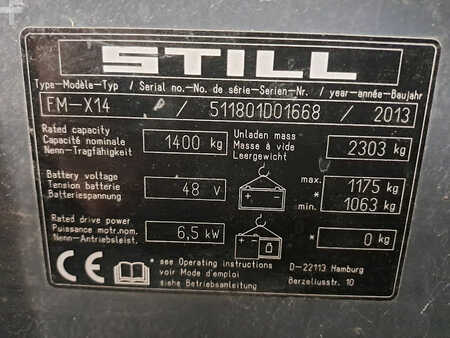 STILL
Type-Modèle-Typ / Serial no.-No. de série-Serien-Nr. / year-année-Baujahr
FM-X14 / 511801D01668 / 2013
Rated capacity
Capacité nominale 1400 kg
Nenn-Tragfähigkeit
Unladen mass
Masse à vide 2303 kg
Leergewicht
Battery voltage
Tension batterie 48 V
Batteriespannung
max. 1175 kg
*
min. 1063 kg
Rated drive power
Puissance motr.nom. 6,5 kW
Nenn-Antriebsleist.
* 0 kg
CE
* see Operating instructions
voir Mode d'emploi
siehe Betriebsanleitung
D-22113 Hamburg
Berzeliusstr. 10